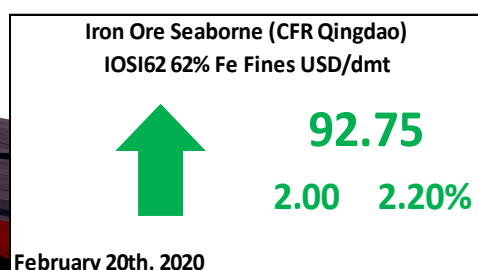 Iron Ore Seaborne (CFR Qingdao)
IOSI62 62% Fe Fines USD/dmt
92.75
2.00 2.20%
February 20th, 2020